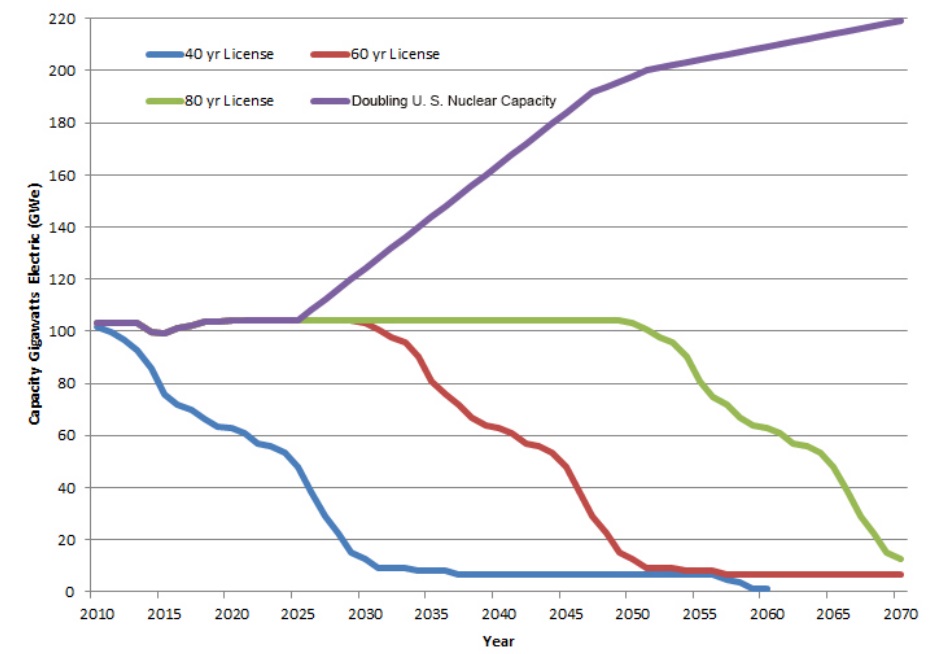 220
200
180
160
140
120
100
80
60
40
20
0
Capacity Gigawatts Electric (GWe)
40 yr License 60 yr License
80 yr License Doubling U. S. Nuclear Capacity
2010 2015 2020 2025 2030 2035 2040 2045 2050 2055 2060 2065 2070
Year